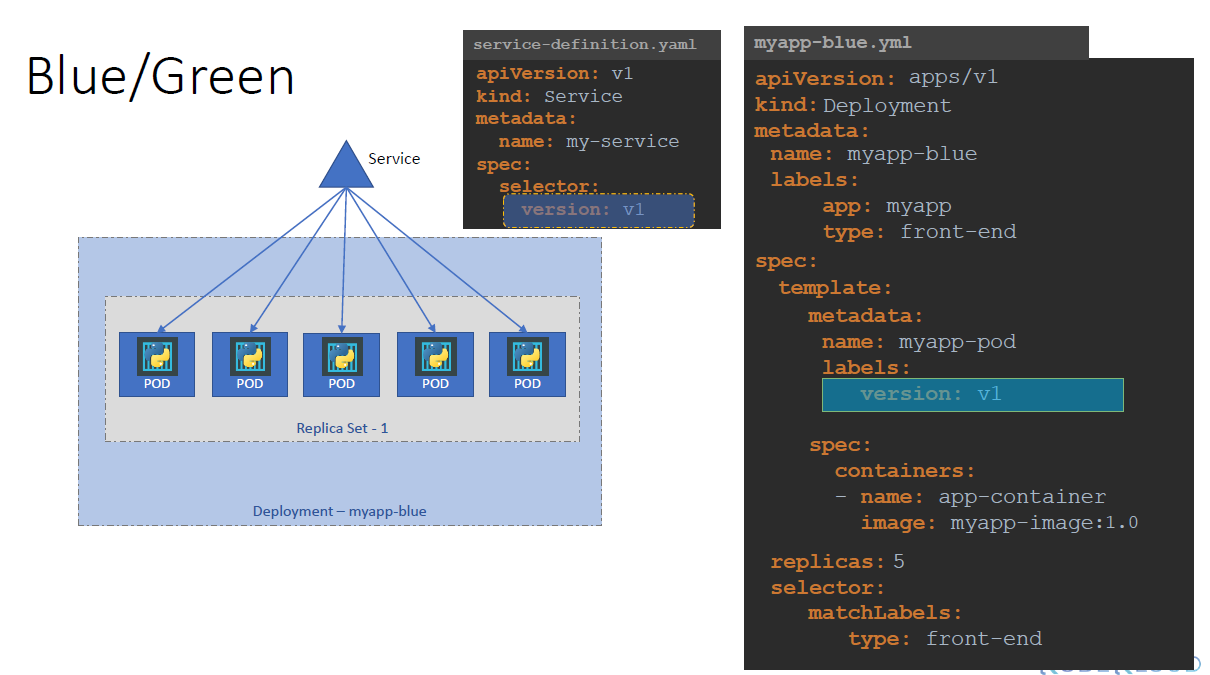 Blue/Green
Service
POD
POD
POD
POD
POD
Replica Set - 1
Deployment – myapp-blue
service-definition.yaml
apiVersion: v1
kind: Service
metadata:
name: my-service
spec:
selector:
version: v1
myapp-blue.yml
apiVersion: apps/v1
kind: Deployment
metadata:
name: myapp-blue
labels:
app: myapp
type: front-end
spec:
template:
metadata:
name: myapp-pod
labels:
version: v1
spec:
containers:
- name: app-container
image: myapp-image:1.0
replicas: 5
selector:
matchLabels:
type: front-end